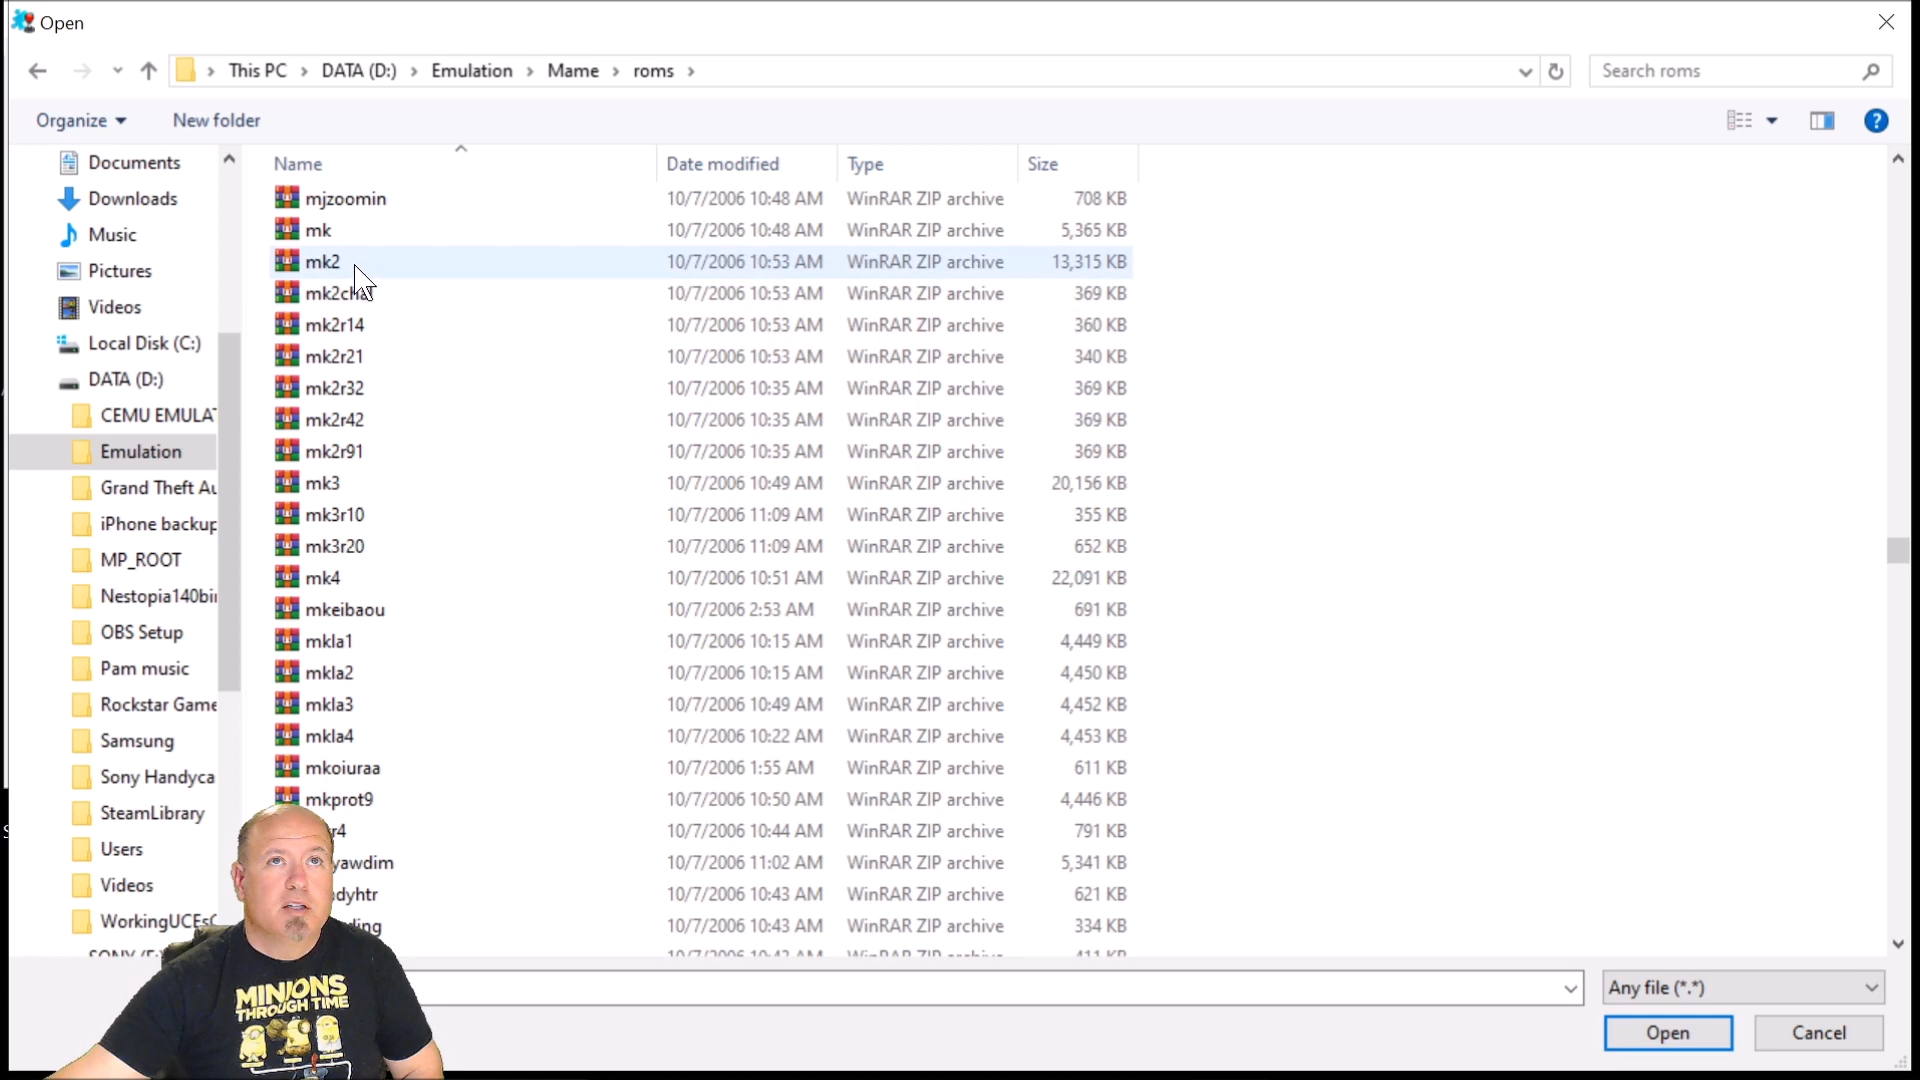 Open
This PC > DATA (D:) > Emulation > Mame > roms >
Search roms
Organize
New folder
Documents
Downloads
Music
Pictures
Videos
Local Disk (C:)
DATA (D:)
CEMU EMULAT
Emulation
Grand Theft Au
iPhone backup
MP_ROOT
Nestopia140bin
OBS Setup
Pam music
Rockstar Game
Samsung
Sony Handyca
SteamLibrary
Users
Videos
WorkingUCEs
Name Date modified Type Size
mjzoomin 10/7/2006 10:48 AM WinRAR ZIP archive 708 KB
mk 10/7/2006 10:48 AM WinRAR ZIP archive 5,365 KB
mk2 10/7/2006 10:53 AM WinRAR ZIP archive 13,315 KB
mk2chal 10/7/2006 10:53 AM WinRAR ZIP archive 369 KB
mk2r14 10/7/2006 10:53 AM WinRAR ZIP archive 360 KB
mk2r21 10/7/2006 10:53 AM WinRAR ZIP archive 340 KB
mk2r32 10/7/2006 10:35 AM WinRAR ZIP archive 369 KB
mk2r42 10/7/2006 10:35 AM WinRAR ZIP archive 369 KB
mk2r91 10/7/2006 10:35 AM WinRAR ZIP archive 369 KB
mk3 10/7/2006 10:49 AM WinRAR ZIP archive 20,156 KB
mk3r10 10/7/2006 11:09 AM WinRAR ZIP archive 355 KB
mk3r20 10/7/2006 11:09 AM WinRAR ZIP archive 652 KB
mk4 10/7/2006 10:51 AM WinRAR ZIP archive 22,091 KB
mkeibaou 10/7/2006 2:53 AM WinRAR ZIP archive 691 KB
mkla1 10/7/2006 10:15 AM WinRAR ZIP archive 4,449 KB
mkla2 10/7/2006 10:15 AM WinRAR ZIP archive 4,450 KB
mkla3 10/7/2006 10:49 AM WinRAR ZIP archive 4,452 KB
mkla4 10/7/2006 10:22 AM WinRAR ZIP archive 4,453 KB
mkoiuraa 10/7/2006 1:55 AM WinRAR ZIP archive 611 KB
mkprot9 10/7/2006 10:50 AM WinRAR ZIP archive 4,446 KB
r4 10/7/2006 10:44 AM WinRAR ZIP archive 791 KB
yawdim 10/7/2006 11:02 AM WinRAR ZIP archive 5,341 KB
dyhtr 10/7/2006 10:43 AM WinRAR ZIP archive 621 KB
ding 10/7/2006 10:43 AM WinRAR ZIP archive 334 KB
Any file (*.*)
Open
Cancel
MINIONS
THROUGH TIME